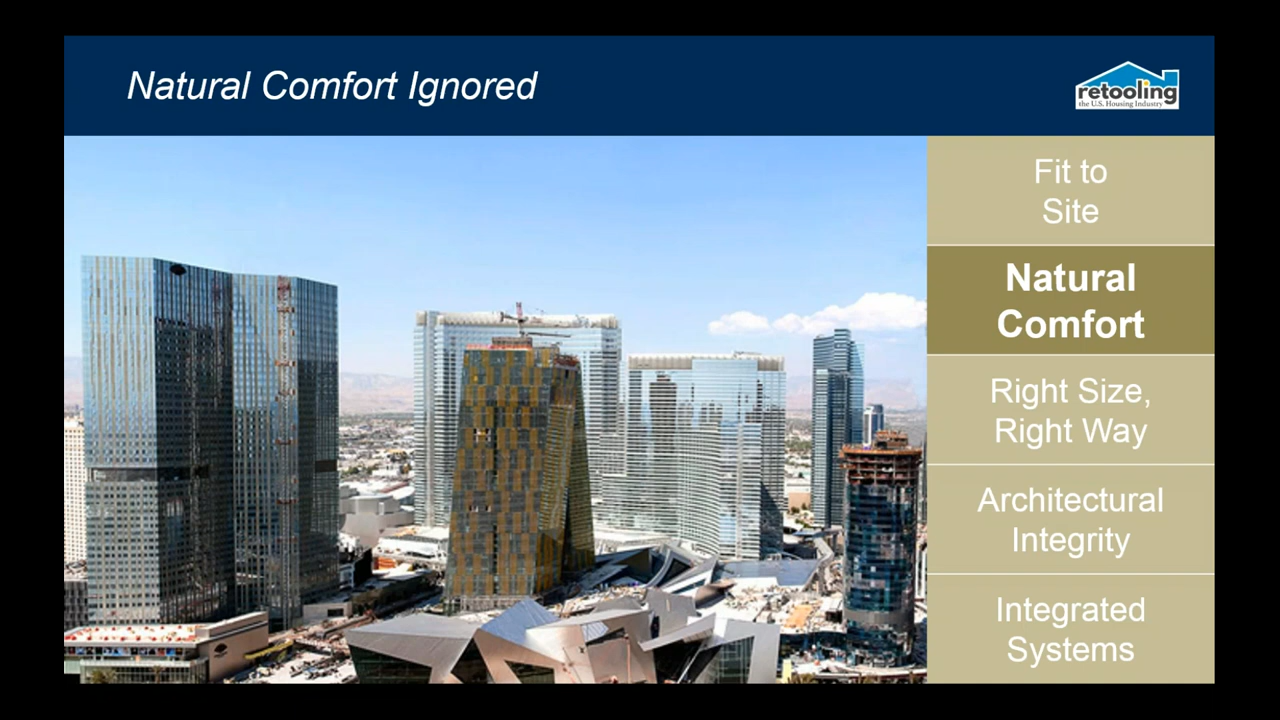 Natural Comfort Ignored
retooling
the U.S. Housing Industry
Fit to
Site
Natural
Comfort
Right Size,
Right Way
Architectural
Integrity
Integrated
Systems